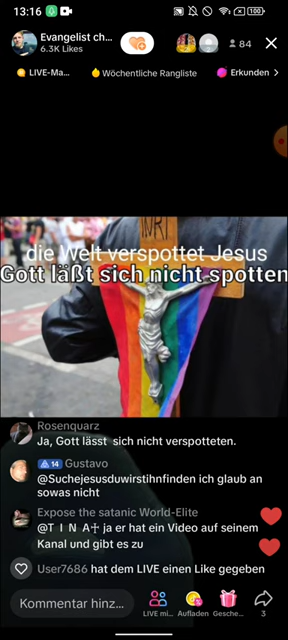 13:16
100
Evangelist ch...
6.3K Likes
84
LIVE-Ma...
Wöchentliche Rangliste
Erkunden
INRI
die Welt verspottet Jesus
Gott läßt sich nicht spotten
Rosenquarz
Ja, Gott lässt sich nicht verspotteten.
14 Gustavo
@Suchejesusduwirstihnfinden ich glaub an
sowas nicht
Expose the satanic World-Elite
@T I N A♱ ja er hat ein Video auf seinem
Kanal und gibt es zu
User7686 hat dem LIVE einen Like gegeben
Kommentar hinz...
LIVE mi...
Aufladen
Gesche...
3